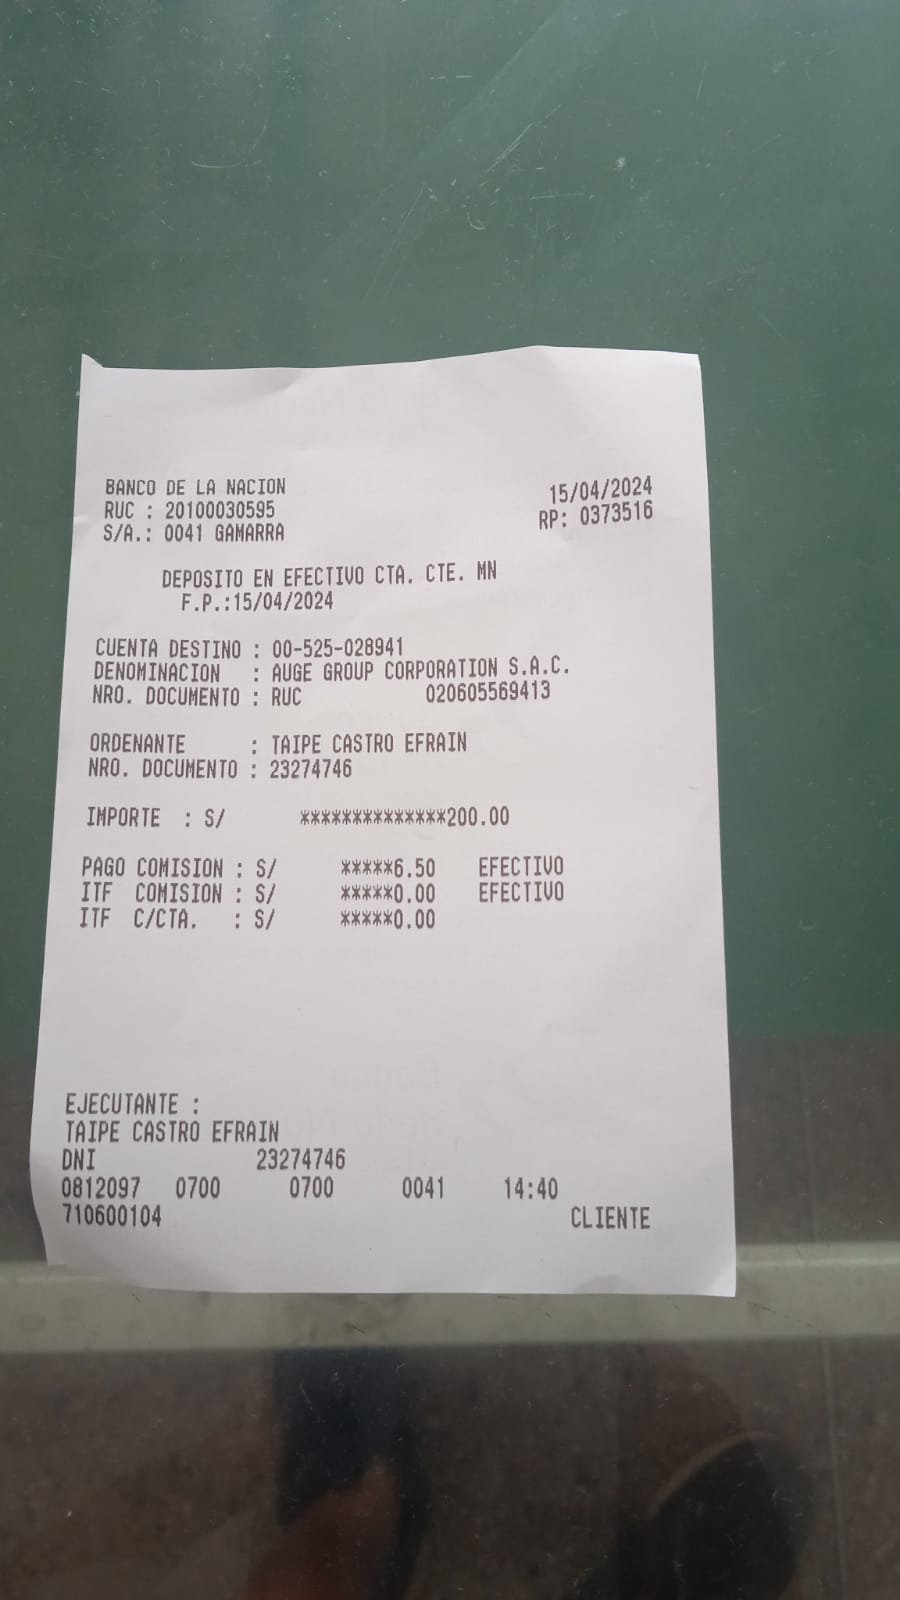 BANCO DE LA NACION 15/04/2024
RUC : 20100030595 RP: 0373516
S/A.: 0041 GAMARRA
DEPOSITO EN EFECTIVO CTA. CTE. MN
F.P.:15/04/2024
CUENTA DESTINO : 00-525-028941
DENOMINACION : AUGE GROUP CORPORATION S.A.C.
NRO. DOCUMENTO : RUC 020605569413
ORDENANTE : TAIPE CASTRO EFRAIN
NRO. DOCUMENTO : 23274746
IMPORTE : S/ **************200.00
PAGO COMISION : S/ *****6.50 EFECTIVO
ITF COMISION : S/ *****0.00 EFECTIVO
ITF C/CTA. : S/ *****0.00
EJECUTANTE :
TAIPE CASTRO EFRAIN
DNI 23274746
0812097 0700 0700 0041 14:40
710600104 CLIENTE